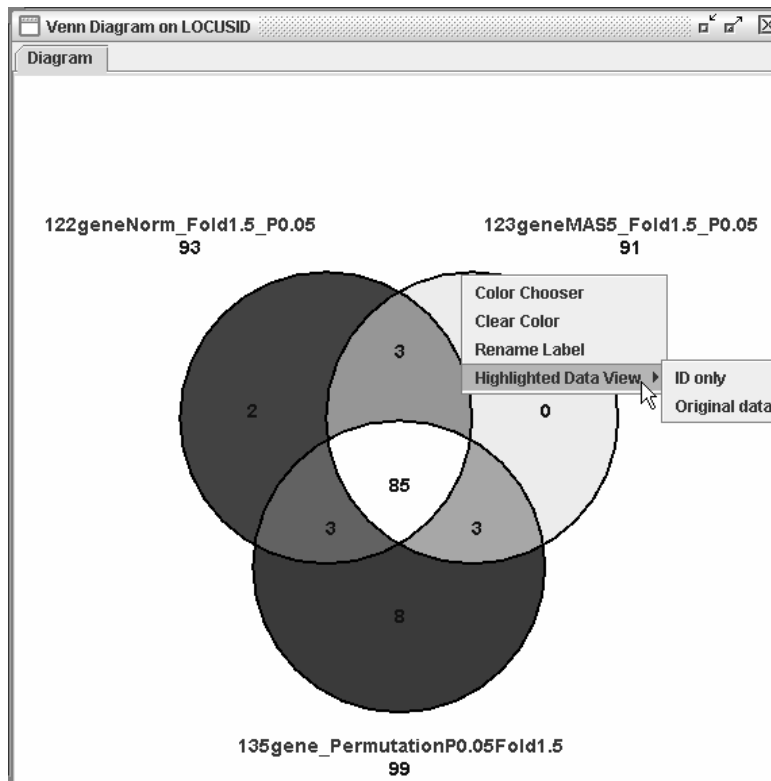 Venn Diagram on LOCUSID
Diagram
122geneNorm_Fold1.5_P0.05
93
123geneMAS5_Fold1.5_P0.05
91
Color Chooser
Clear Color
Rename Label
Highlighted Data View
ID only
Original data
3
2
0
85
3
3
8
135gene_PermutationP0.05Fold1.5
99